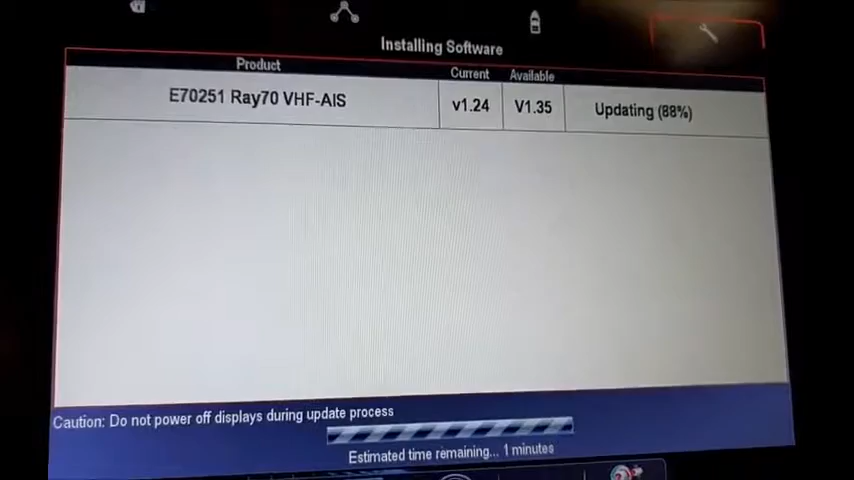 Installing Software
Product Current Available
E70251 Ray70 VHF-AIS v1.24 V1.35 Updating (88%)
Caution: Do not power off displays during update process
Estimated time remaining... 1 minutes